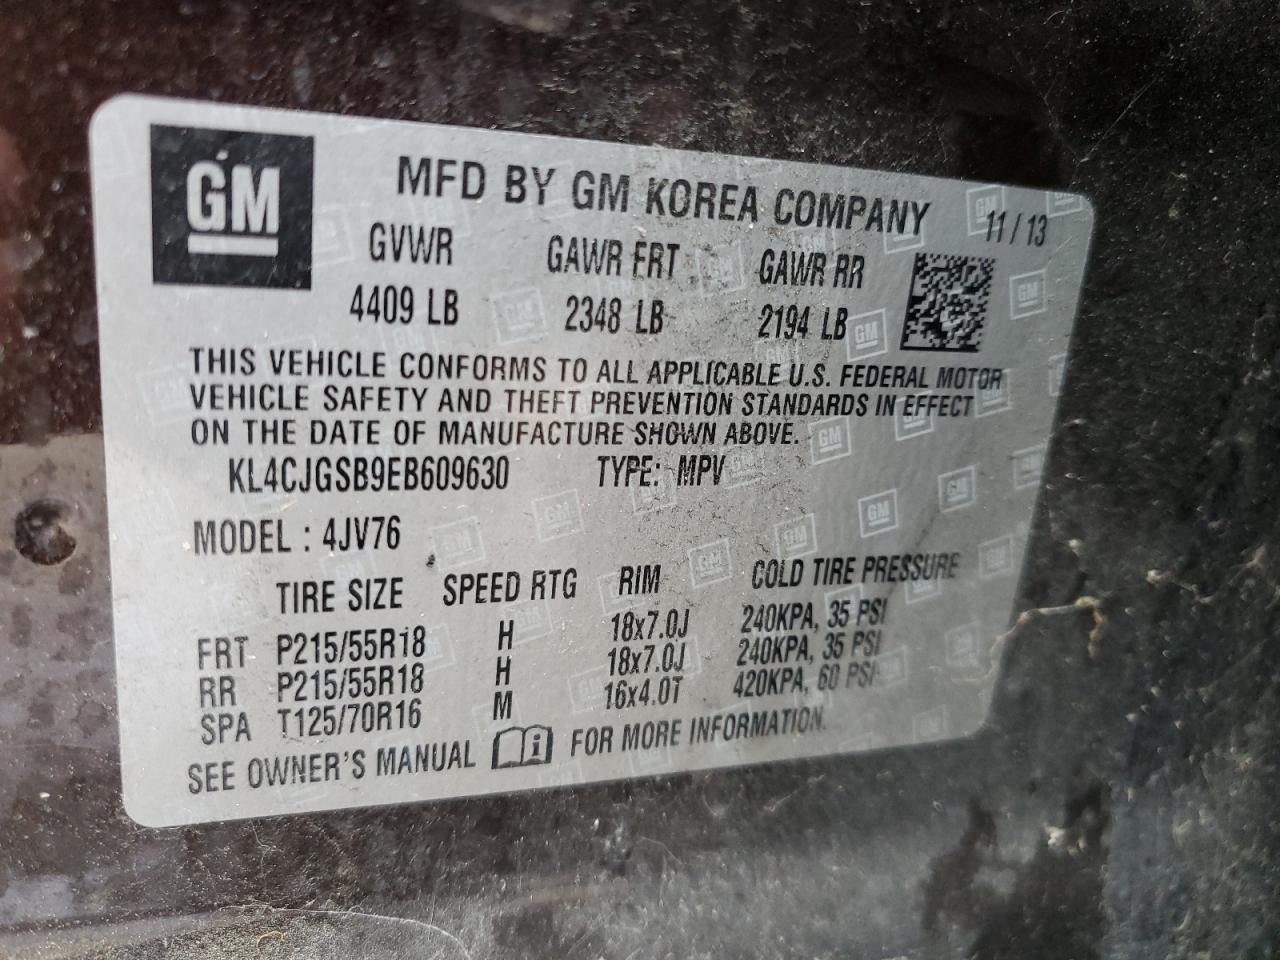 GM MFD BY GM KOREA COMPANY 11/13
GVWR GAWR FRT GAWR RR
4409 LB 2348 LB 2194 LB
THIS VEHICLE CONFORMS TO ALL APPLICABLE U.S. FEDERAL MOTOR
VEHICLE SAFETY AND THEFT PREVENTION STANDARDS IN EFFECT
ON THE DATE OF MANUFACTURE SHOWN ABOVE.
KL4CJGSB9EB609630 TYPE: MPV
MODEL : 4JV76
TIRE SIZE SPEED RTG RIM COLD TIRE PRESSURE
FRT P215/55R18 H 18x7.0J 240KPA, 35 PSI
RR P215/55R18 H 18x7.0J 240KPA, 35 PSI
SPA T125/70R16 M 16x4.0T 420KPA, 60 PSI
SEE OWNER'S MANUAL i FOR MORE INFORMATION.